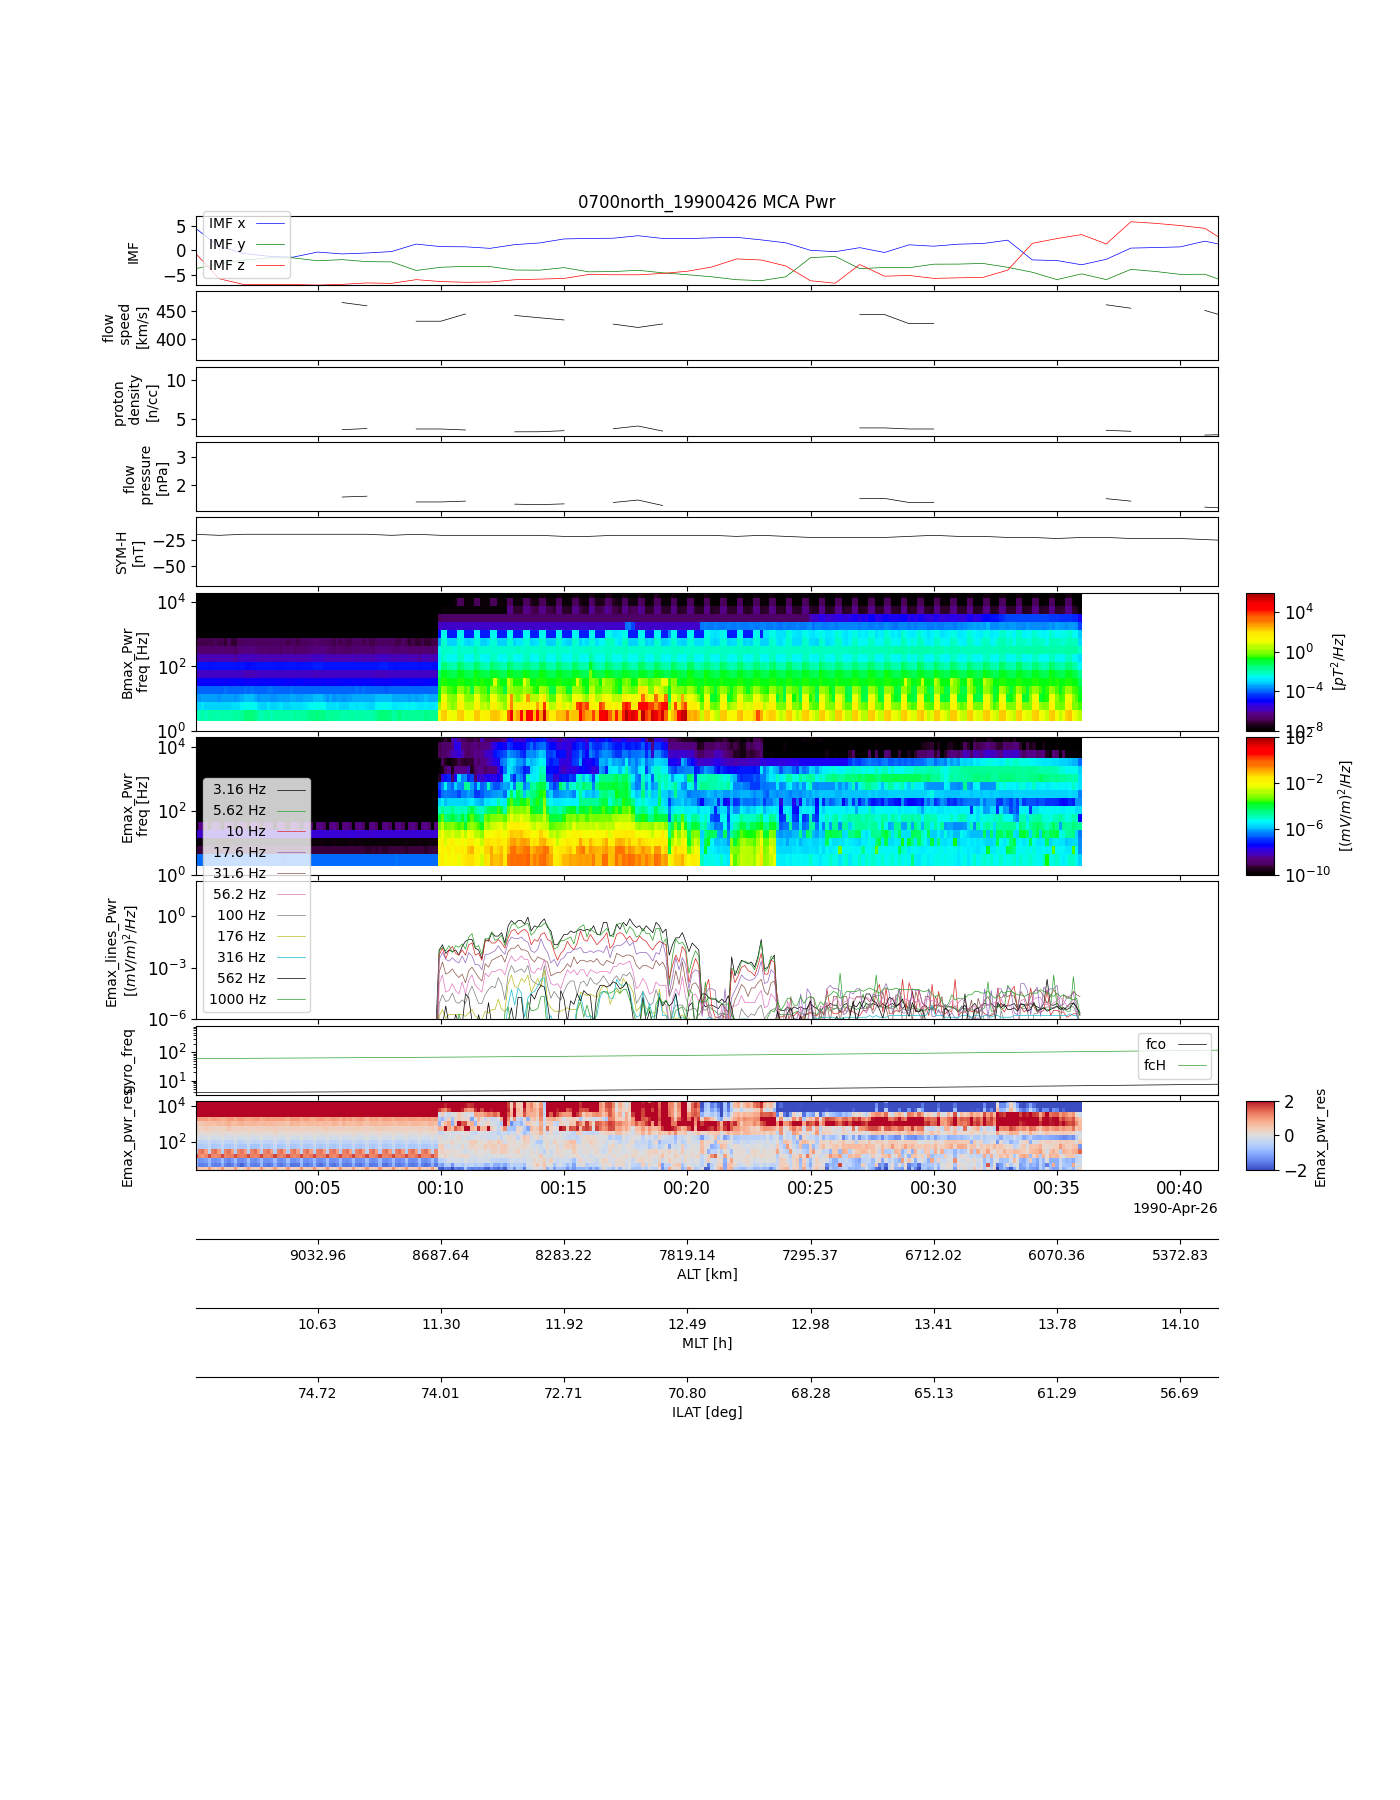 0700north_19900426 MCA Pwr
IMF
5
0
−5
IMF x
IMF y
IMF z
flow
speed
[km/s]
450
400
proton
density
[n/cc]
10
5
flow
pressure
[nPa]
3
2
SYM-H
[nT]
−25
−50
Bmax_Pwr
freq [Hz]
10^4
10^2
10^0
10^4
10^0
10^−4
10^−8
[pT^2/Hz]
Emax_Pwr
freq [Hz]
10^4
10^2
10^0
10^2
10^−2
10^−6
10^−10
[(mV/m)^2/Hz]
3.16 Hz
5.62 Hz
10 Hz
17.6 Hz
31.6 Hz
56.2 Hz
100 Hz
176 Hz
316 Hz
562 Hz
1000 Hz
Emax_lines_Pwr
[(mV/m)^2/Hz]
10^0
10^−3
10^−6
gyro_freq
10^2
10^1
fco
fcH
Emax_pwr_res
10^4
10^2
2
0
−2
Emax_pwr_res
00:05 00:10 00:15 00:20 00:25 00:30 00:35 00:40
1990-Apr-26
9032.96 8687.64 8283.22 7819.14 7295.37 6712.02 6070.36 5372.83
ALT [km]
10.63 11.30 11.92 12.49 12.98 13.41 13.78 14.10
MLT [h]
74.72 74.01 72.71 70.80 68.28 65.13 61.29 56.69
ILAT [deg]